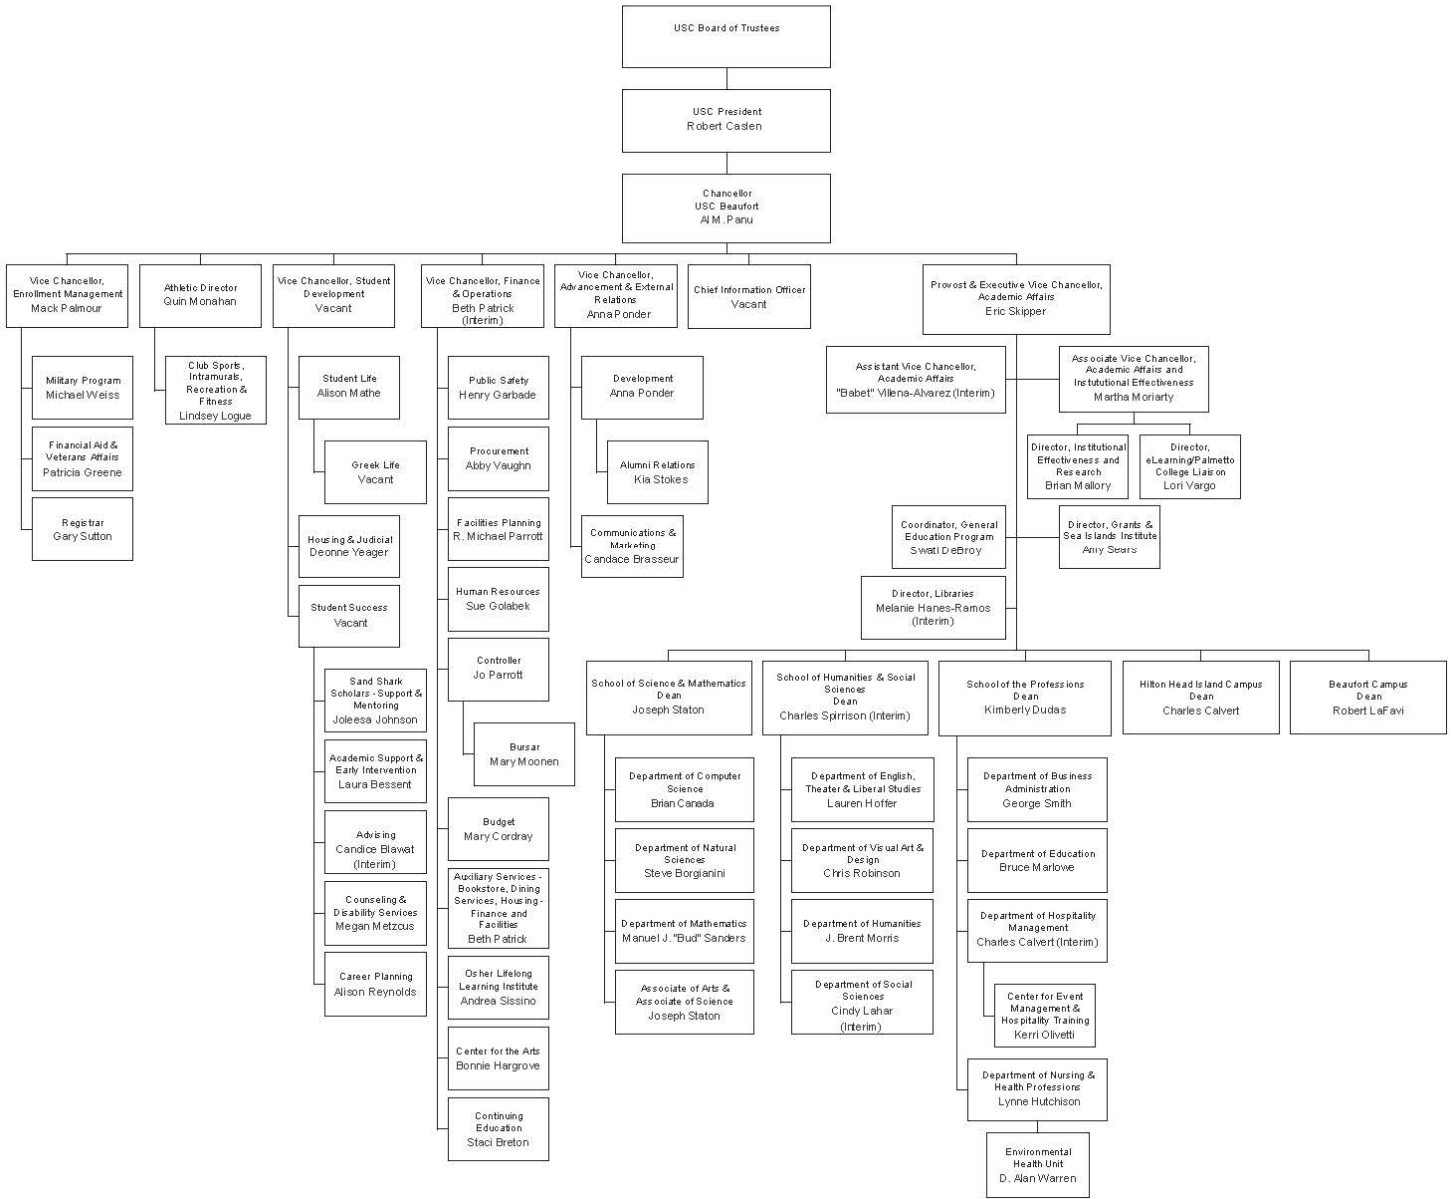 USC Board of Trustees
USC President
Robert Caslen
Chancellor
USC Beaufort
Al M. Panu
Vice Chancellor,
Enrollment Management
Mack Palmour
Athletic Director
Quin Monahan
Vice Chancellor, Student
Development
Vacant
Vice Chancellor, Finance
& Operations
Beth Patrick
(Interim)
Vice Chancellor,
Advancement & External
Relations
Anna Ponder
Chief Information Officer
Vacant
Provost & Executive Vice Chancellor,
Academic Affairs
Eric Skipper
Military Program
Michael Weiss
Financial Aid &
Veterans Affairs
Patricia Greene
Registrar
Gary Sutton
Club Sports,
Intramurals,
Recreation &
Fitness
Lindsey Logue
Student Life
Alison Mathe
Greek Life
Vacant
Housing & Judicial
Deonne Yeager
Student Success
Vacant
Sand Shark
Scholars - Support &
Mentoring
Joleesa Johnson
Academic Support &
Early Intervention
Laura Bessent
Advising
Candice Blawat
(Interim)
Counseling &
Disability Services
Megan Metzcus
Career Planning
Alison Reynolds
Public Safety
Henry Garbade
Procurement
Abby Vaughn
Facilities Planning
R. Michael Parrott
Human Resources
Sue Golabek
Controller
Jo Parrott
Bursar
Mary Moonen
Budget
Mary Cordray
Auxiliary Services -
Bookstore, Dining
Services, Housing -
Finance and
Facilities
Beth Patrick
Osher Lifelong
Learning Institute
Andrea Sissino
Center for the Arts
Bonnie Hargrove
Continuing
Education
Staci Breton
Development
Anna Ponder
Alumni Relations
Kia Stokes
Communications &
Marketing
Candace Brasseur
Assistant Vice Chancellor,
Academic Affairs
"Babet" Villena-Alvarez (Interim)
Associate Vice Chancellor,
Academic Affairs and
Instutional Effectiveness
Martha Moriarty
Director, Institutional
Effectiveness and
Research
Brian Mallory
Director,
eLearning/Palmetto
College Liaison
Lori Vargo
Coordinator, General
Education Program
Swati DeBroy
Director, Grants &
Sea Islands Institute
Amy Sears
Director, Libraries
Melanie Hanes-Ramos
(Interim)
School of Science & Mathematics
Dean
Joseph Staton
School of Humanities & Social
Sciences
Dean
Charles Spirrison (Interim)
School of the Professions
Dean
Kimberly Dudas
Hilton Head Island Campus
Dean
Charles Calvert
Beaufort Campus
Dean
Robert LaFavi
Department of Computer
Science
Brian Canada
Department of Natural
Sciences
Steve Borgianini
Department of Mathematics
Manuel J. "Bud" Sanders
Associate of Arts &
Associate of Science
Joseph Staton
Department of English,
Theater & Liberal Studies
Lauren Hoffer
Department of Visual Art &
Design
Chris Robinson
Department of Humanities
J. Brent Morris
Department of Social
Sciences
Cindy Lahar
(Interim)
Department of Business
Administration
George Smith
Department of Education
Bruce Marlowe
Department of Hospitality
Management
Charles Calvert (Interim)
Center for Event
Management &
Hospitality Training
Kerri Olivetti
Department of Nursing &
Health Professions
Lynne Hutchison
Environmental
Health Unit
D. Alan Warren